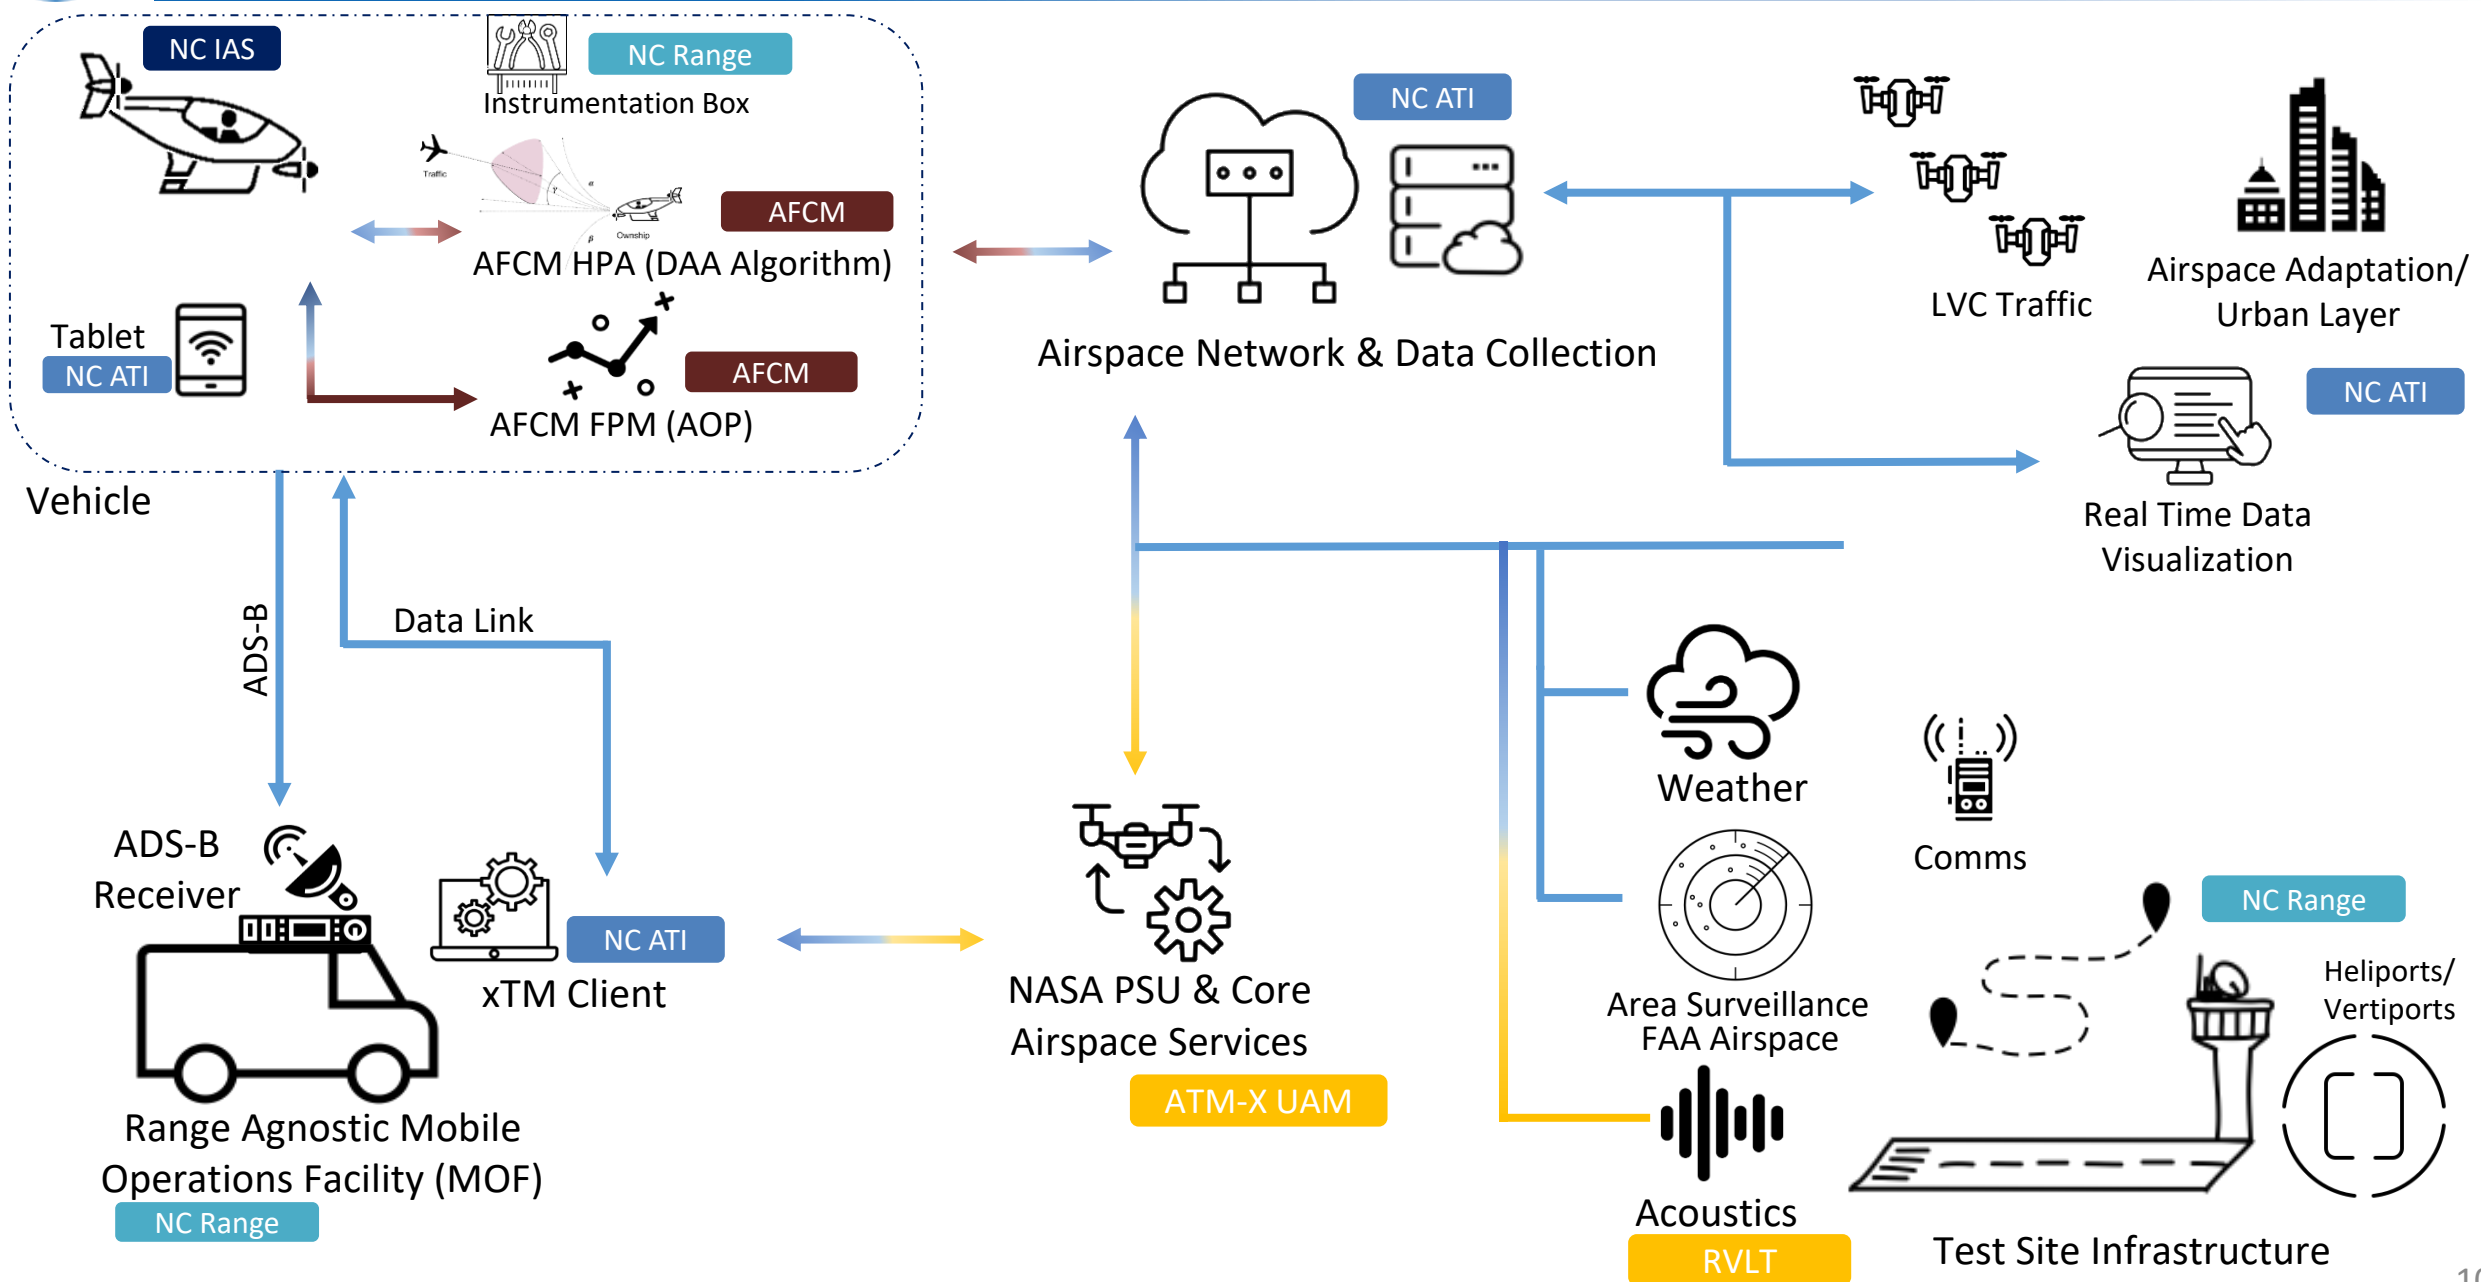 NC IAS
NC Range
Instrumentation Box
Traffic
α
γ
β
Ownship
AFCM
AFCM HPA (DAA Algorithm)
Tablet
NC ATI
AFCM
AFCM FPM (AOP)
Vehicle
NC ATI
Airspace Network & Data Collection
LVC Traffic
Airspace Adaptation/
Urban Layer
NC ATI
Real Time Data
Visualization
ADS-B
Data Link
ADS-B
Receiver
NC ATI
xTM Client
Range Agnostic Mobile
Operations Facility (MOF)
NC Range
NASA PSU & Core
Airspace Services
ATM-X UAM
Weather
Comms
Area Surveillance
FAA Airspace
Acoustics
RVLT
NC Range
Heliports/
Vertiports
Test Site Infrastructure